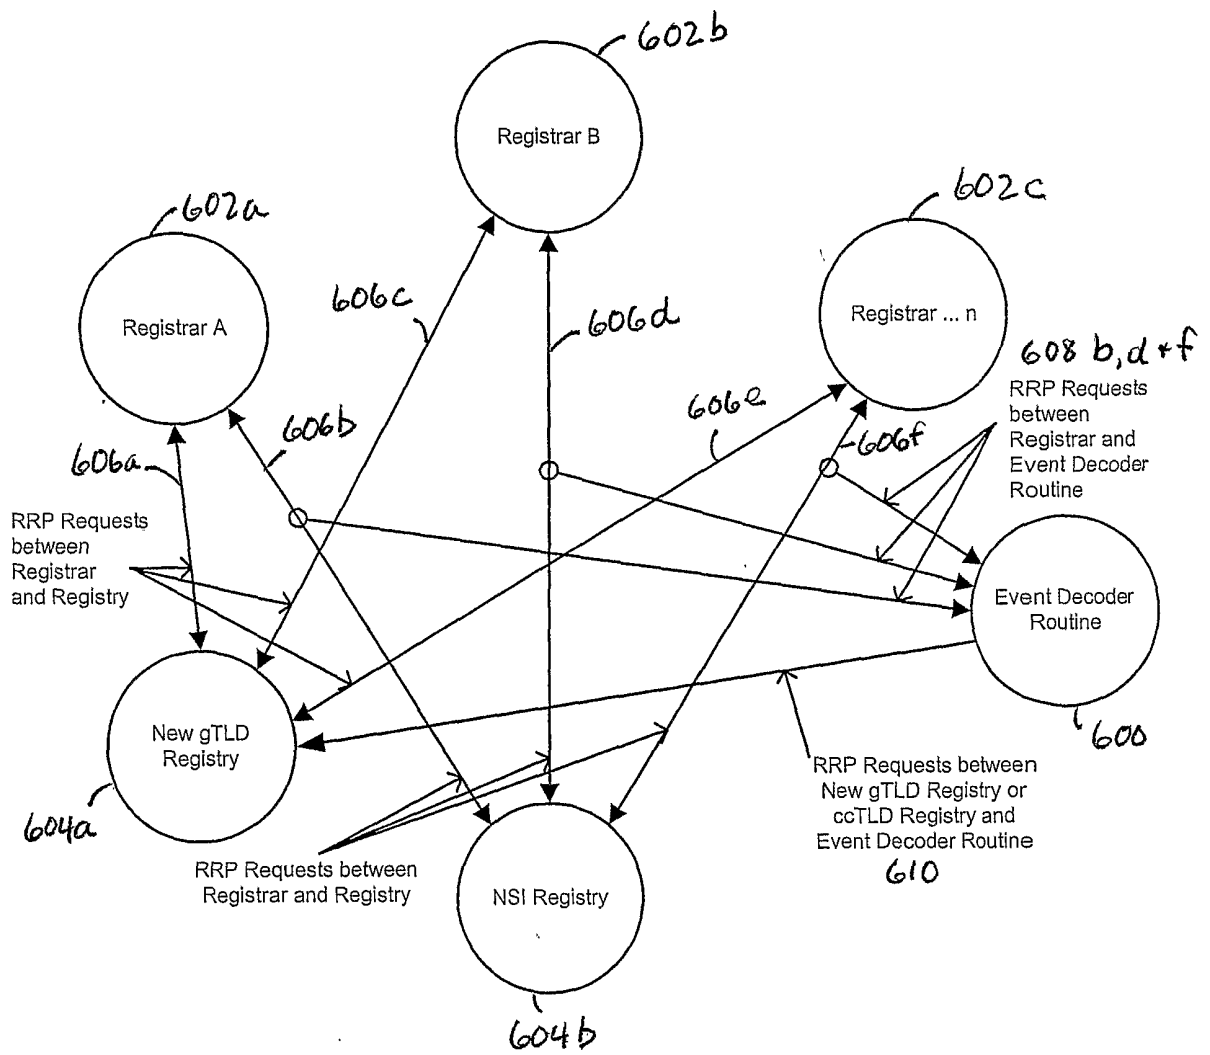 602b
Registrar B
602c
602a
Registrar ... n
606c
Registrar A
606d
608 b, d + f
RRP Requests
between
Registrar and
Event Decoder
Routine
606e
606b
606f
606a
RRP Requests
between
Registrar
and Registry
Event Decoder
Routine
New gTLD
Registry
600
RRP Requests between
New gTLD Registry or
ccTLD Registry and
Event Decoder Routine
610
604a
RRP Requests between
Registrar and Registry
NSI Registry
604b